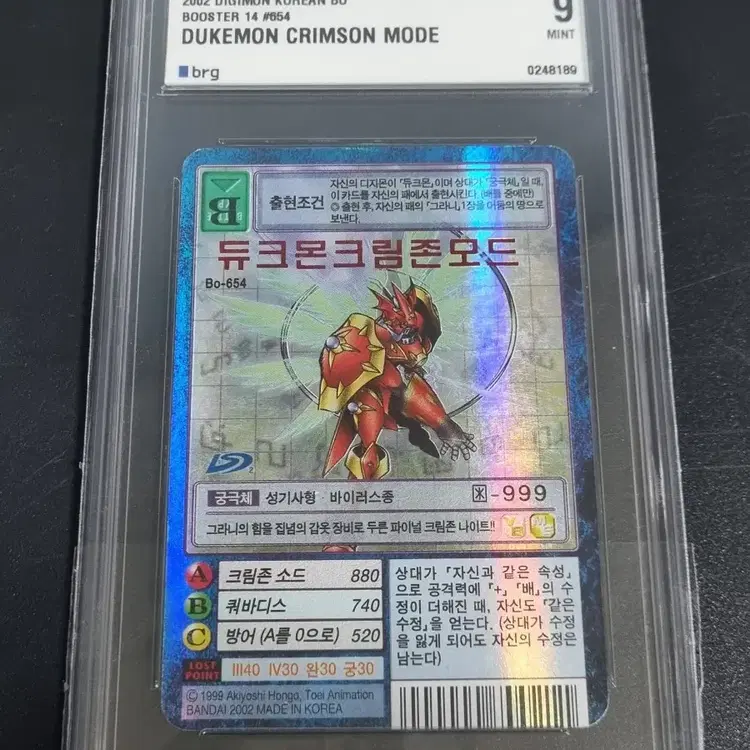 2002 DIGIMON KOREAN BO
BOOSTER 14 #654
DUKEMON CRIMSON MODE
9
MINT
brg
0248189
B
출현조건
자신의 디지몬이 「듀크몬」이며 상대가 「궁극체」일 때,
이 카드를 자신의 패에서 출현시킨다. (배틀 중에만)
◎ 출현 후, 자신의 패의 「그라니」 1장을 어둠의 땅으로
보낸다.
듀크몬크림존모드
Bo-654
궁극체 성기사형 · 바이러스종
-999
그라니의 힘을 집념의 갑옷 장비로 두른 파이널 크림존 나이트!!
A 크림존 소드 880
B 쿼바디스 740
C 방어 (A를 0으로) 520
LOST POINT III40 IV30 완30 궁30
상대가 「자신과 같은 속성」
으로 공격력에 「+」 「배」의 수
정이 더해진 때, 자신도 「같은
수정」을 얻는다. (상대가 수정
을 잃게 되어도 자신의 수정은
남는다)
© 1999 Akiyoshi Hongo, Toei Animation
BANDAI 2002 MADE IN KOREA